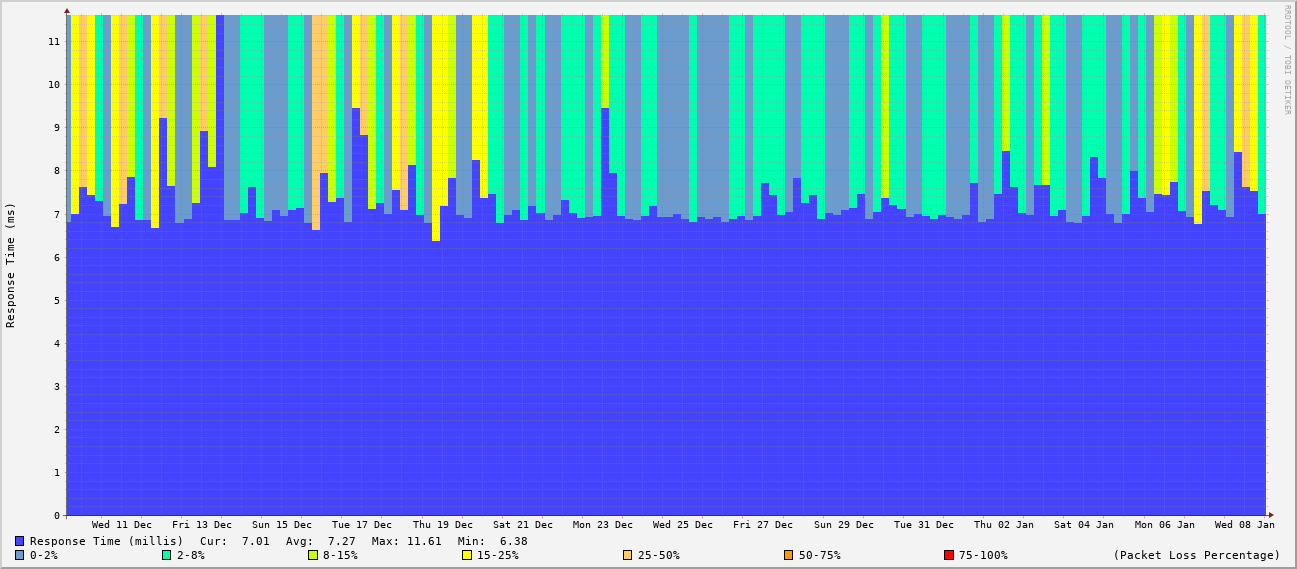 RRDTOOL / TOBI OETIKER
Response Time (ms)
11
10
9
8
7
6
5
4
3
2
1
0
Wed 11 Dec Fri 13 Dec Sun 15 Dec Tue 17 Dec Thu 19 Dec Sat 21 Dec Mon 23 Dec Wed 25 Dec Fri 27 Dec Sun 29 Dec Tue 31 Dec Thu 02 Jan Sat 04 Jan Mon 06 Jan Wed 08 Jan
Response Time (millis) Cur: 7.01 Avg: 7.27 Max: 11.61 Min: 6.38
0-2% 2-8% 8-15% 15-25% 25-50% 50-75% 75-100% (Packet Loss Percentage)